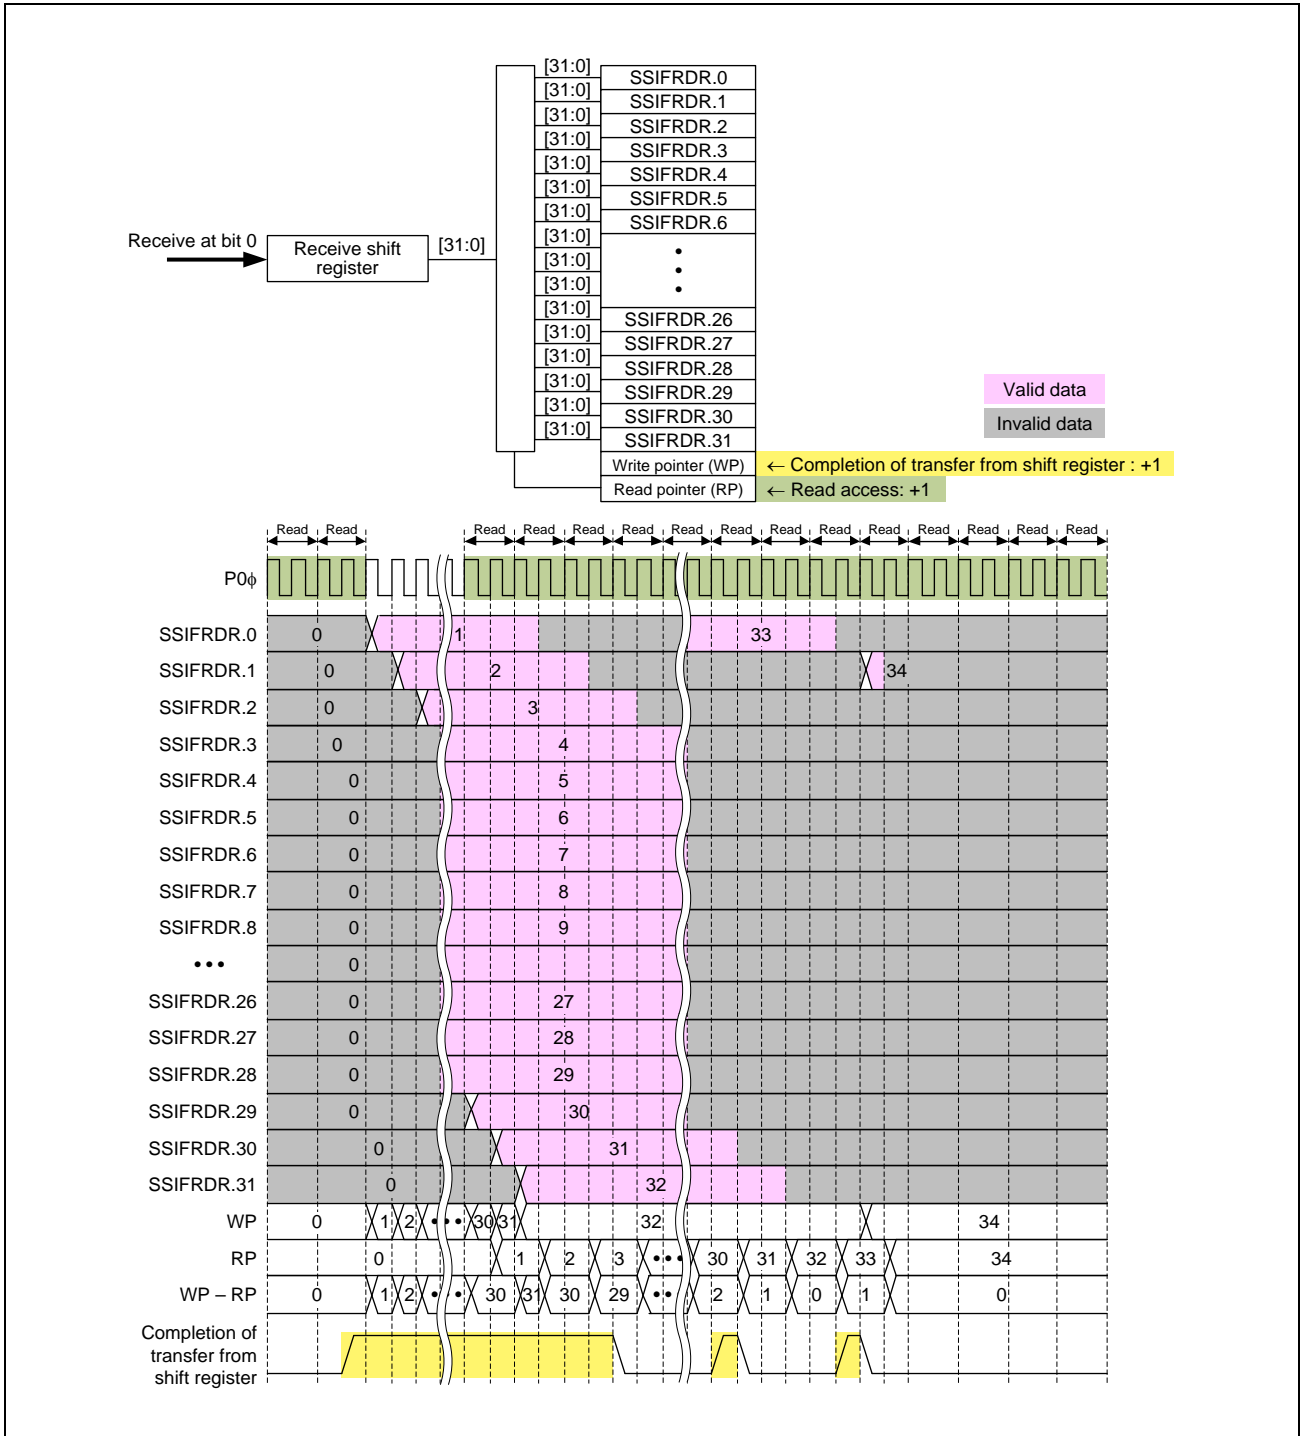 [31:0]
SSIFRDR.0
[31:0]
SSIFRDR.1
[31:0]
SSIFRDR.2
[31:0]
SSIFRDR.3
[31:0]
SSIFRDR.4
[31:0]
SSIFRDR.5
[31:0]
SSIFRDR.6
[31:0]
Receive at bit 0
Receive shift
register
[31:0]
[31:0]
[31:0]
[31:0]
SSIFRDR.26
[31:0]
SSIFRDR.27
[31:0]
SSIFRDR.28
[31:0]
SSIFRDR.29
[31:0]
SSIFRDR.30
[31:0]
SSIFRDR.31
Valid data
Invalid data
Write pointer (WP)
← Completion of transfer from shift register : +1
Read pointer (RP)
← Read access: +1
Read Read Read Read Read Read Read Read Read Read Read Read Read Read Read
P0ϕ
SSIFRDR.0 0 1 33
SSIFRDR.1 0 2 34
SSIFRDR.2 0 3
SSIFRDR.3 0 4
SSIFRDR.4 0 5
SSIFRDR.5 0 6
SSIFRDR.6 0 7
SSIFRDR.7 0 8
SSIFRDR.8 0 9
••• 0
SSIFRDR.26 0 27
SSIFRDR.27 0 28
SSIFRDR.28 0 29
SSIFRDR.29 0 30
SSIFRDR.30 0 31
SSIFRDR.31 0 32
WP 0 1 2 ••• 30 31 32 34
RP 0 1 2 3 ••• 30 31 32 33 34
WP – RP 0 1 2 ••• 30 31 30 29 •• 2 1 0 1 0
Completion of
transfer from
shift register